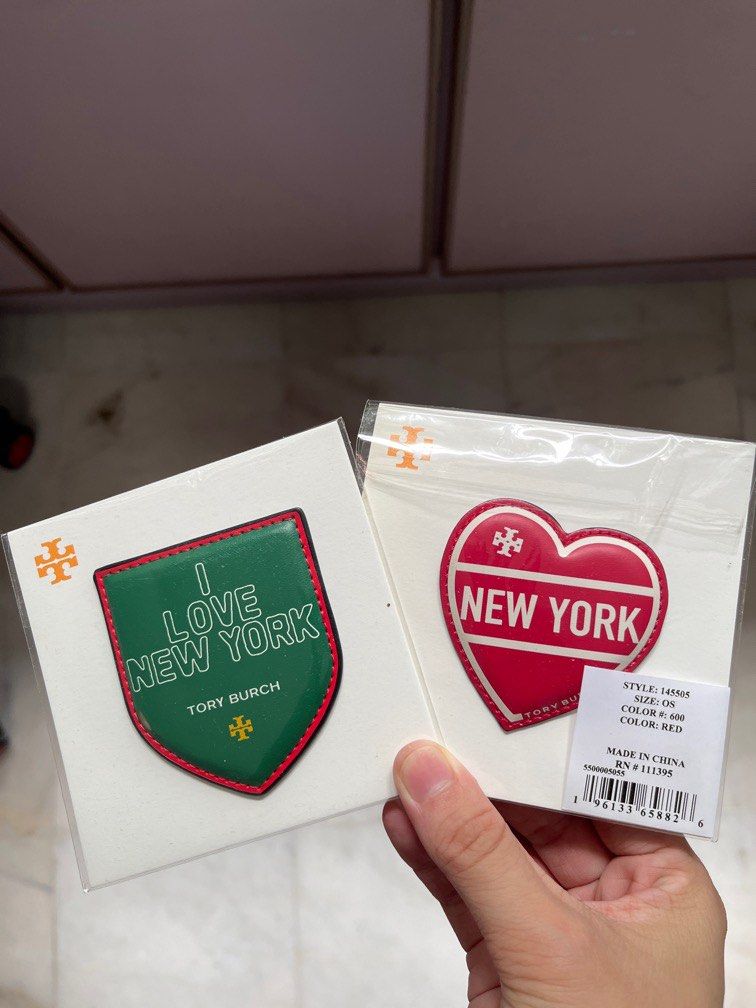 I
LOVE
NEW YORK
TORY BURCH
NEW YORK
STYLE: 145505
SIZE: OS
COLOR #: 600
COLOR: RED
MADE IN CHINA
RN # 111395
5500005055
1 96133 65882 6